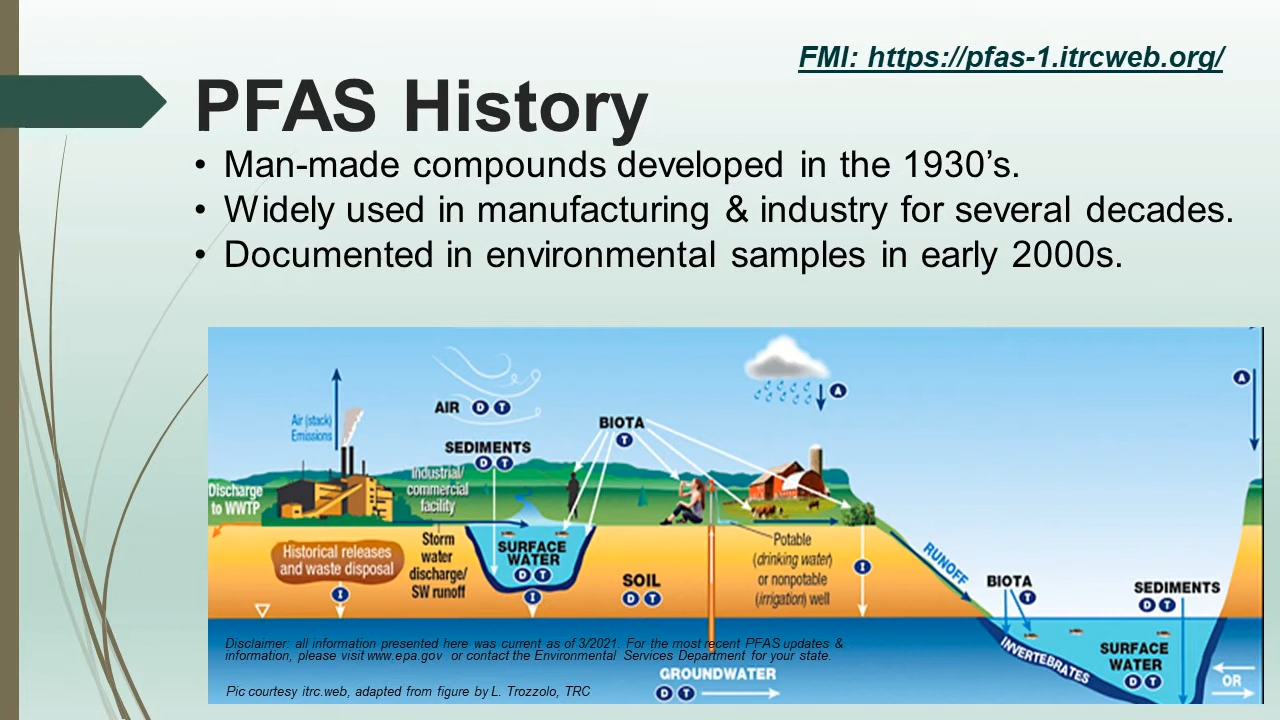 FMI: https://pfas-1.itrcweb.org/
PFAS History
• Man-made compounds developed in the 1930’s.
• Widely used in manufacturing & industry for several decades.
• Documented in environmental samples in early 2000s.
Air (stack)
Emissions
AIR D T
A
A
BIOTA
T
SEDIMENTS
D T
Industrial/
commercial
facility
Discharge
to WWTP
Historical releases
and waste disposal
I
Storm
water
discharge/
SW runoff
SURFACE
WATER
D T
I
SOIL
D T
Potable
(drinking water)
or nonpotable
(irrigation) well
I
RUNOFF
BIOTA
T
SEDIMENTS
D T
INVERTEBRATES
SURFACE
WATER
D T
OR
Disclaimer: all information presented here was current as of 3/2021. For the most recent PFAS updates &
information, please visit www.epa.gov or contact the Environmental Services Department for your state.
GROUNDWATER
D T
Pic courtesy itrc.web, adapted from figure by L. Trozzolo, TRC